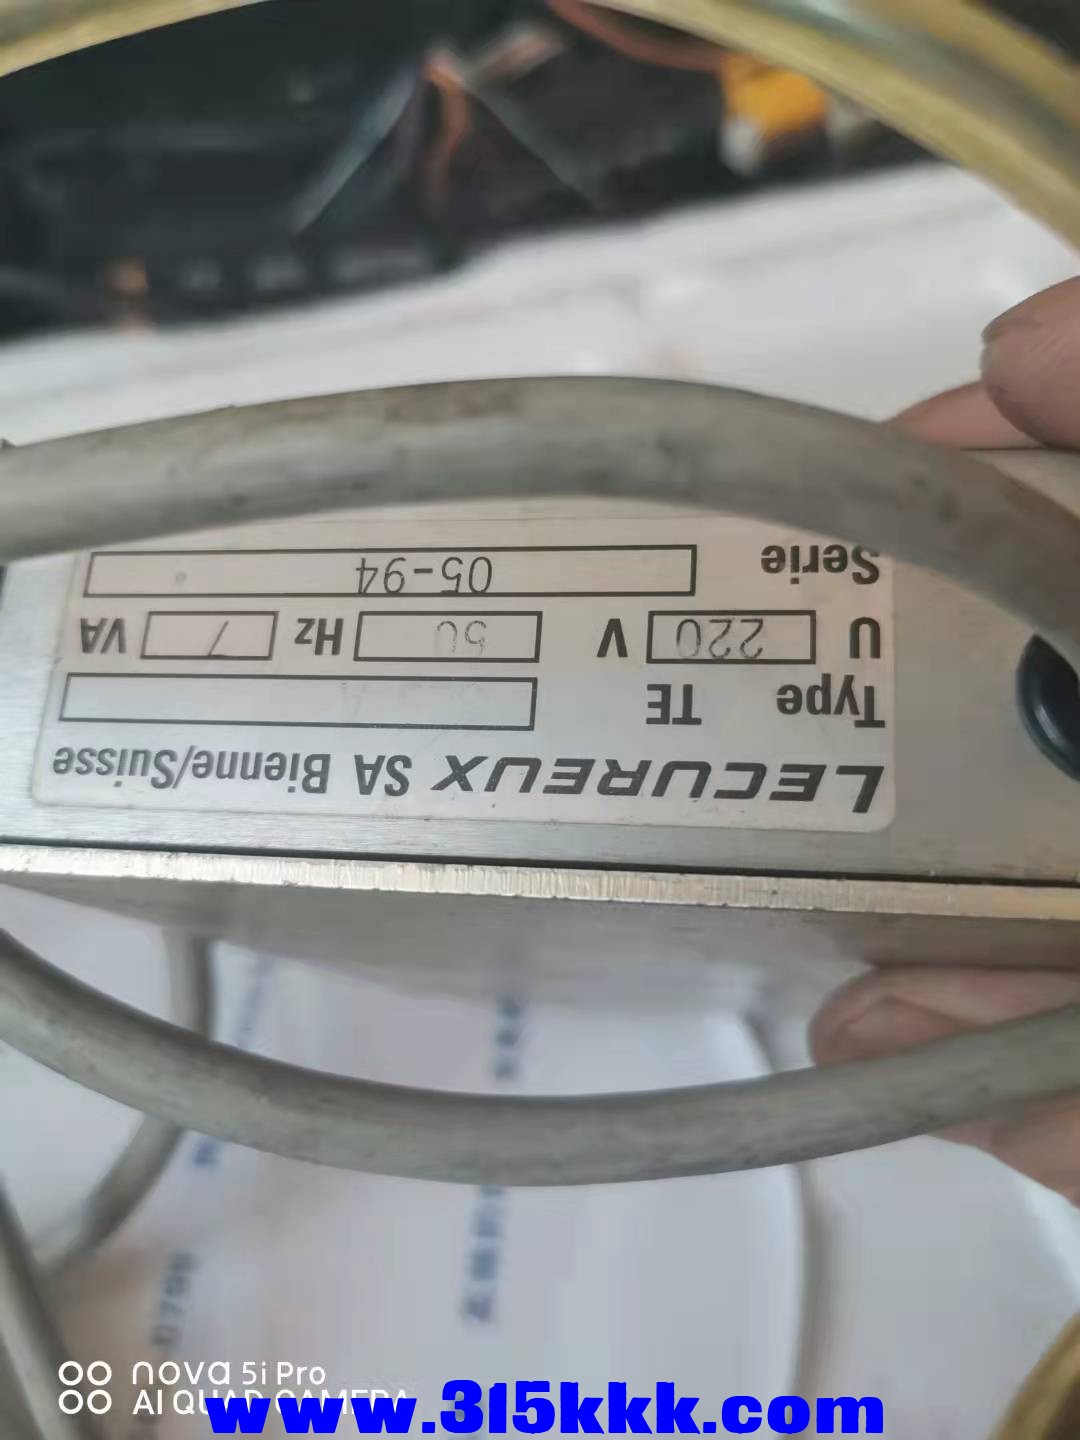 LECUREUX SA Bienne/Suisse
Type TE
U 220 V 50 Hz 7 VA
Serie 05-94
nova 5i Pro
AI QUAD CAMERA
www.315kkk.com